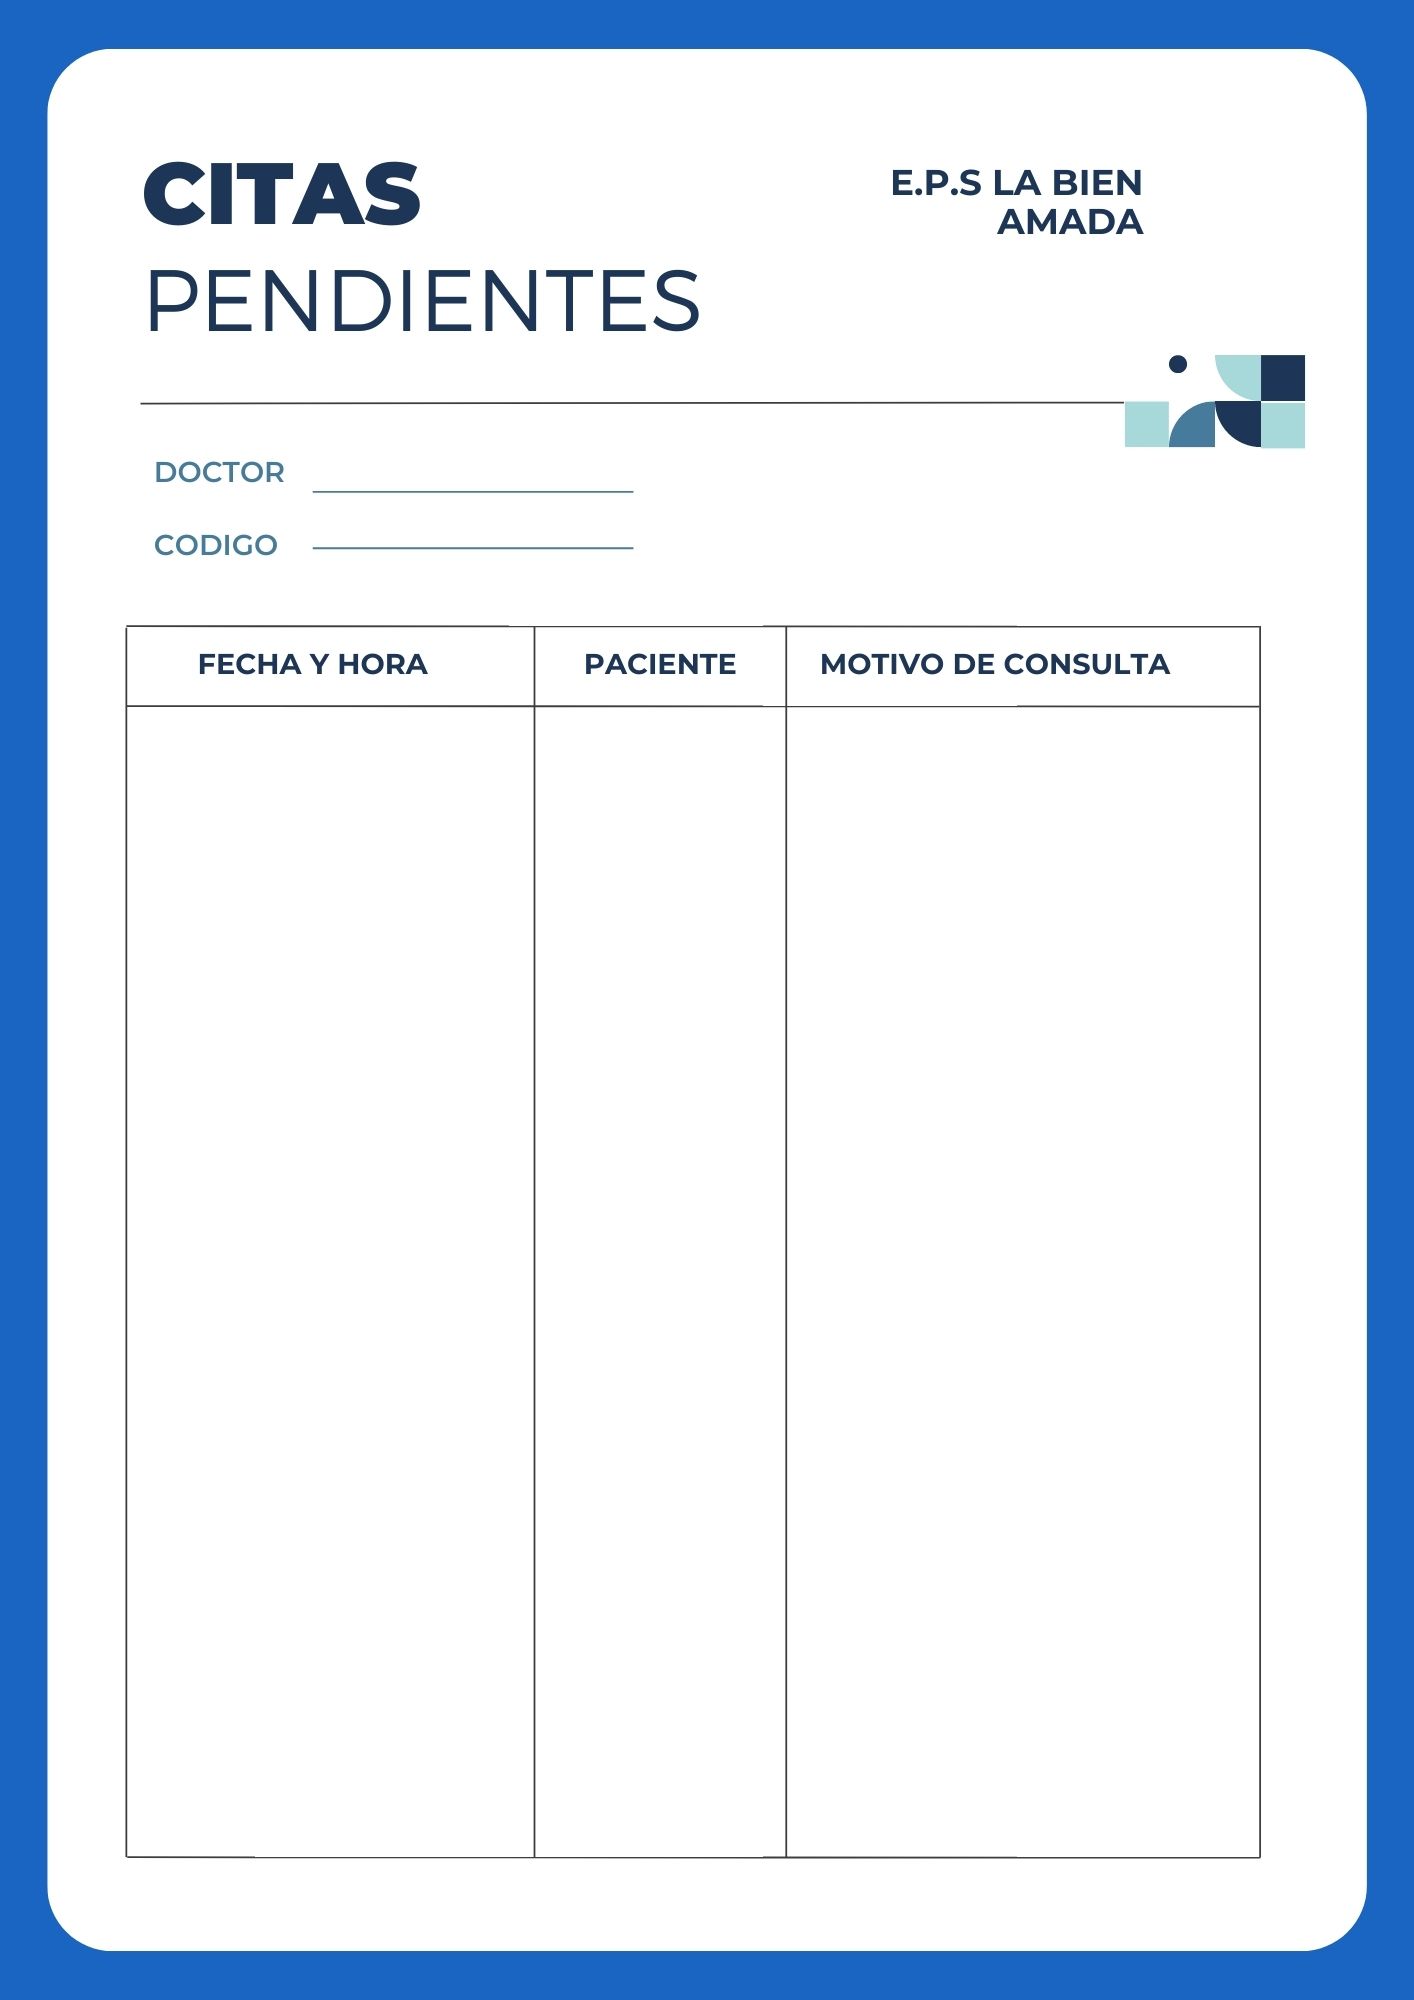 CITAS
PENDIENTES
E.P.S LA BIEN
AMADA
DOCTOR
CODIGO
FECHA Y HORA
PACIENTE
MOTIVO DE CONSULTA